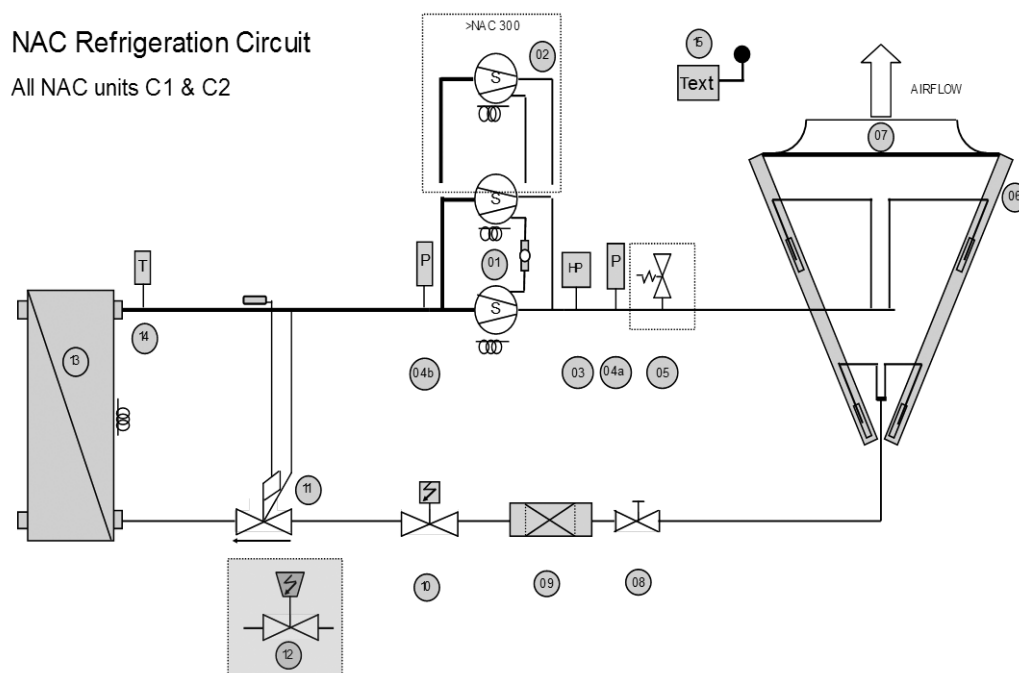 NAC Refrigeration Circuit
All NAC units C1 & C2
>NAC 300
02
S
15
Text
AIRFLOW
07
06
S
01
T
P
HP
P
S
14
13
04b
03
04a
05
11
10
09
08
12